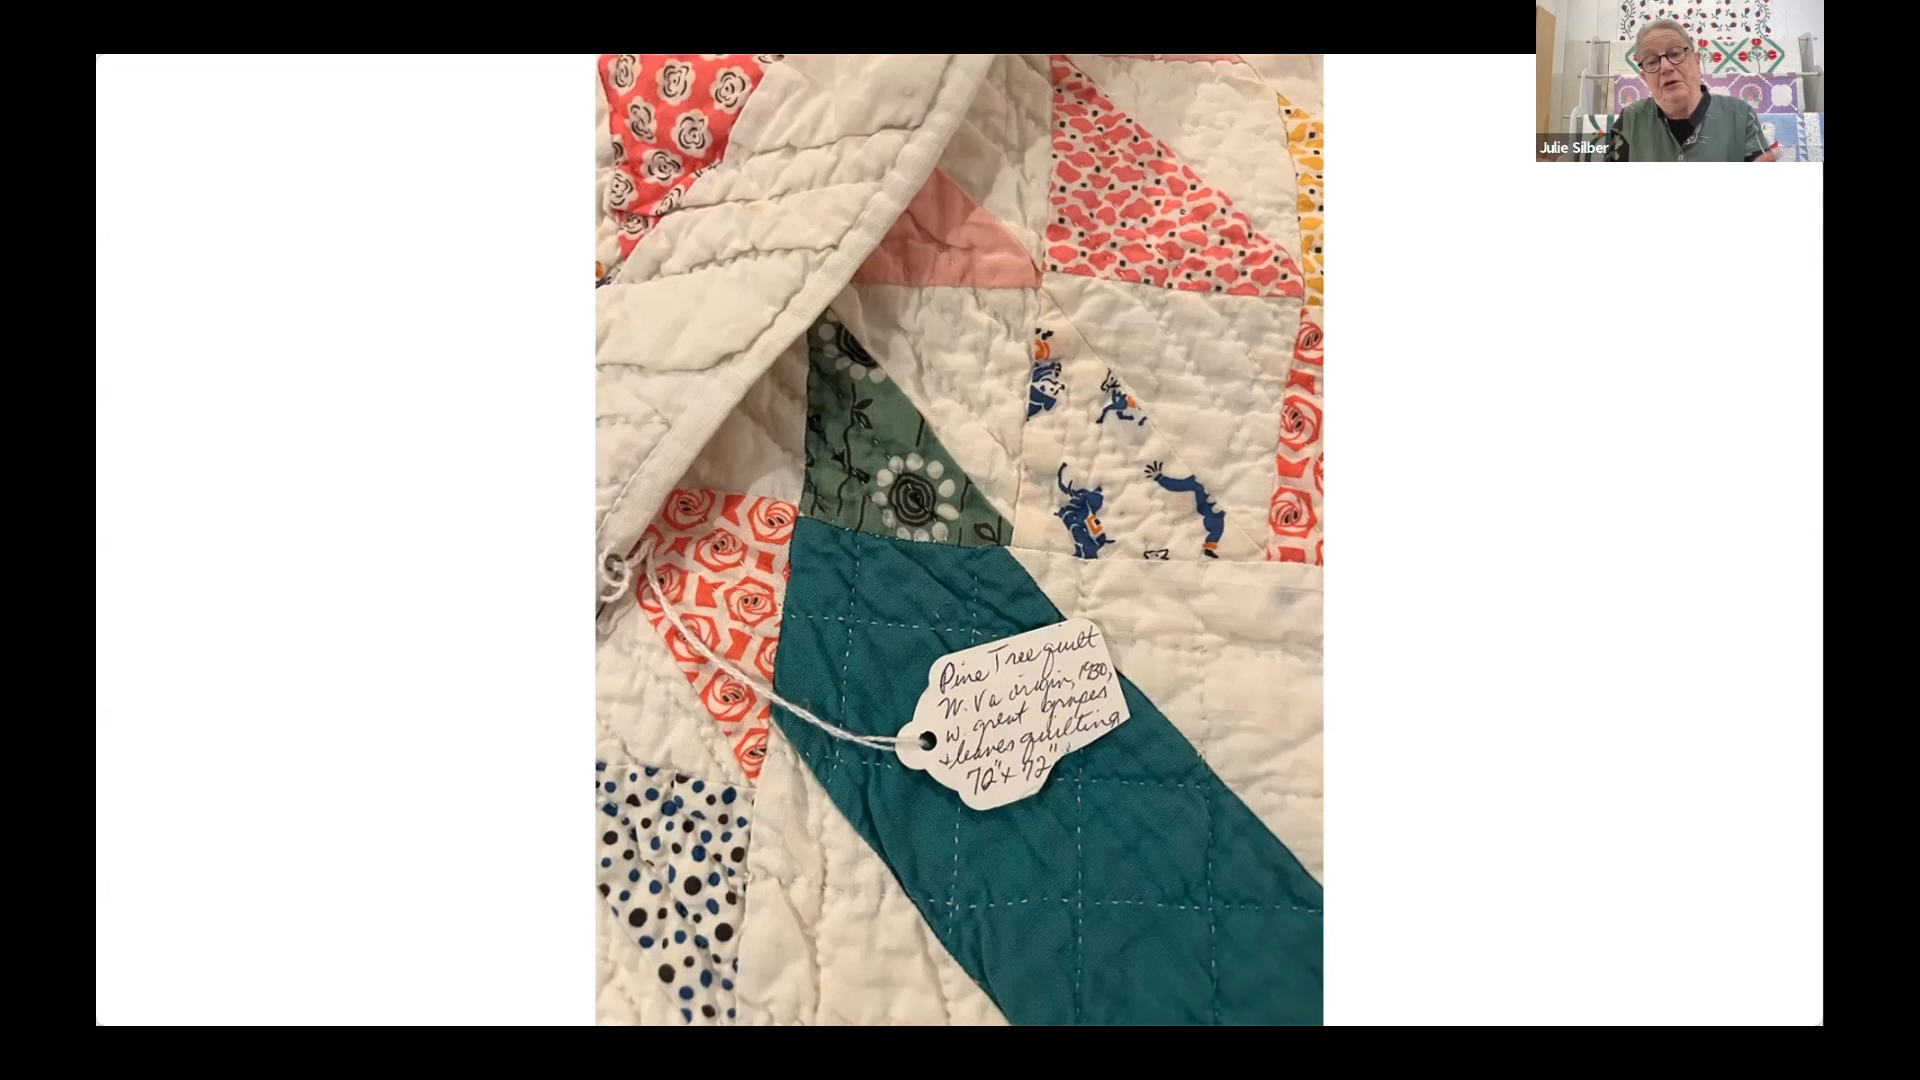 Julie Silber
Pine Tree quilt
W. Va origin, 1930,
w. great grapes
+ leaves quilting
72" x 72"